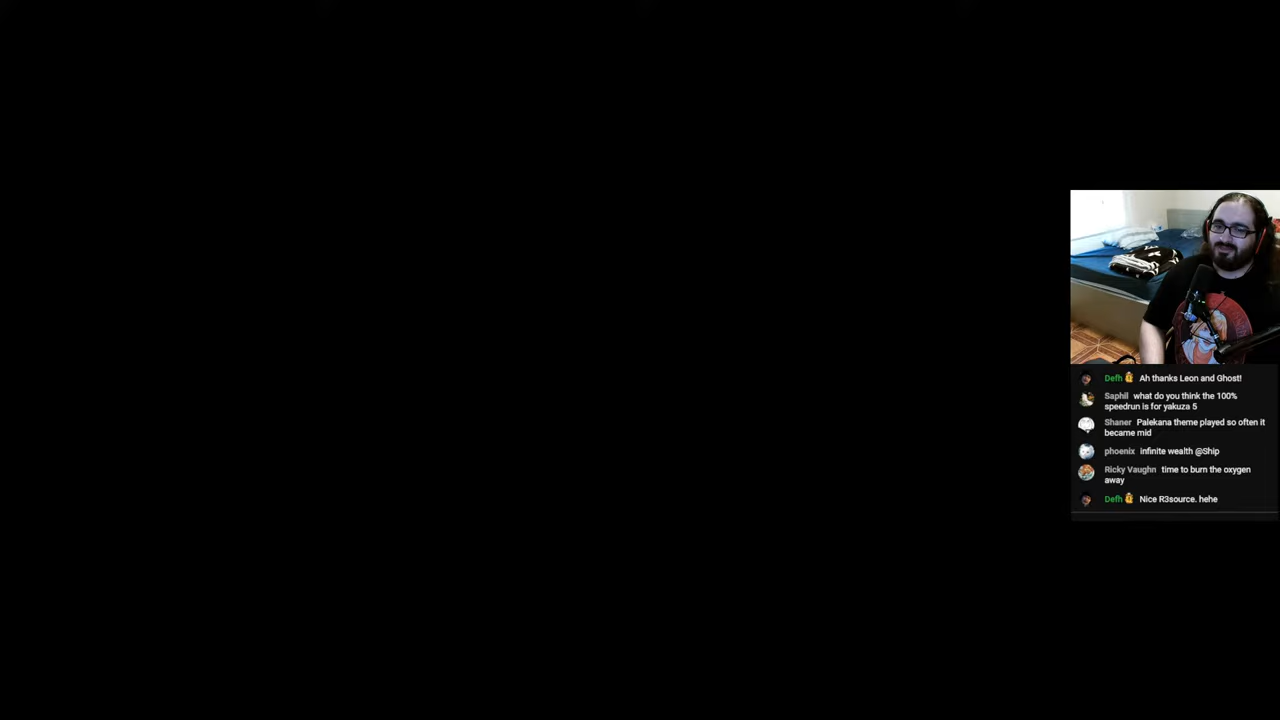 Defh Ah thanks Leon and Ghost!
Saphil what do you think the 100%
speedrun is for yakuza 5
Shaner Palekana theme played so often it
became mid
phoenix infinite wealth @Ship
Ricky Vaughn time to burn the oxygen
away
Defh Nice R3source. hehe